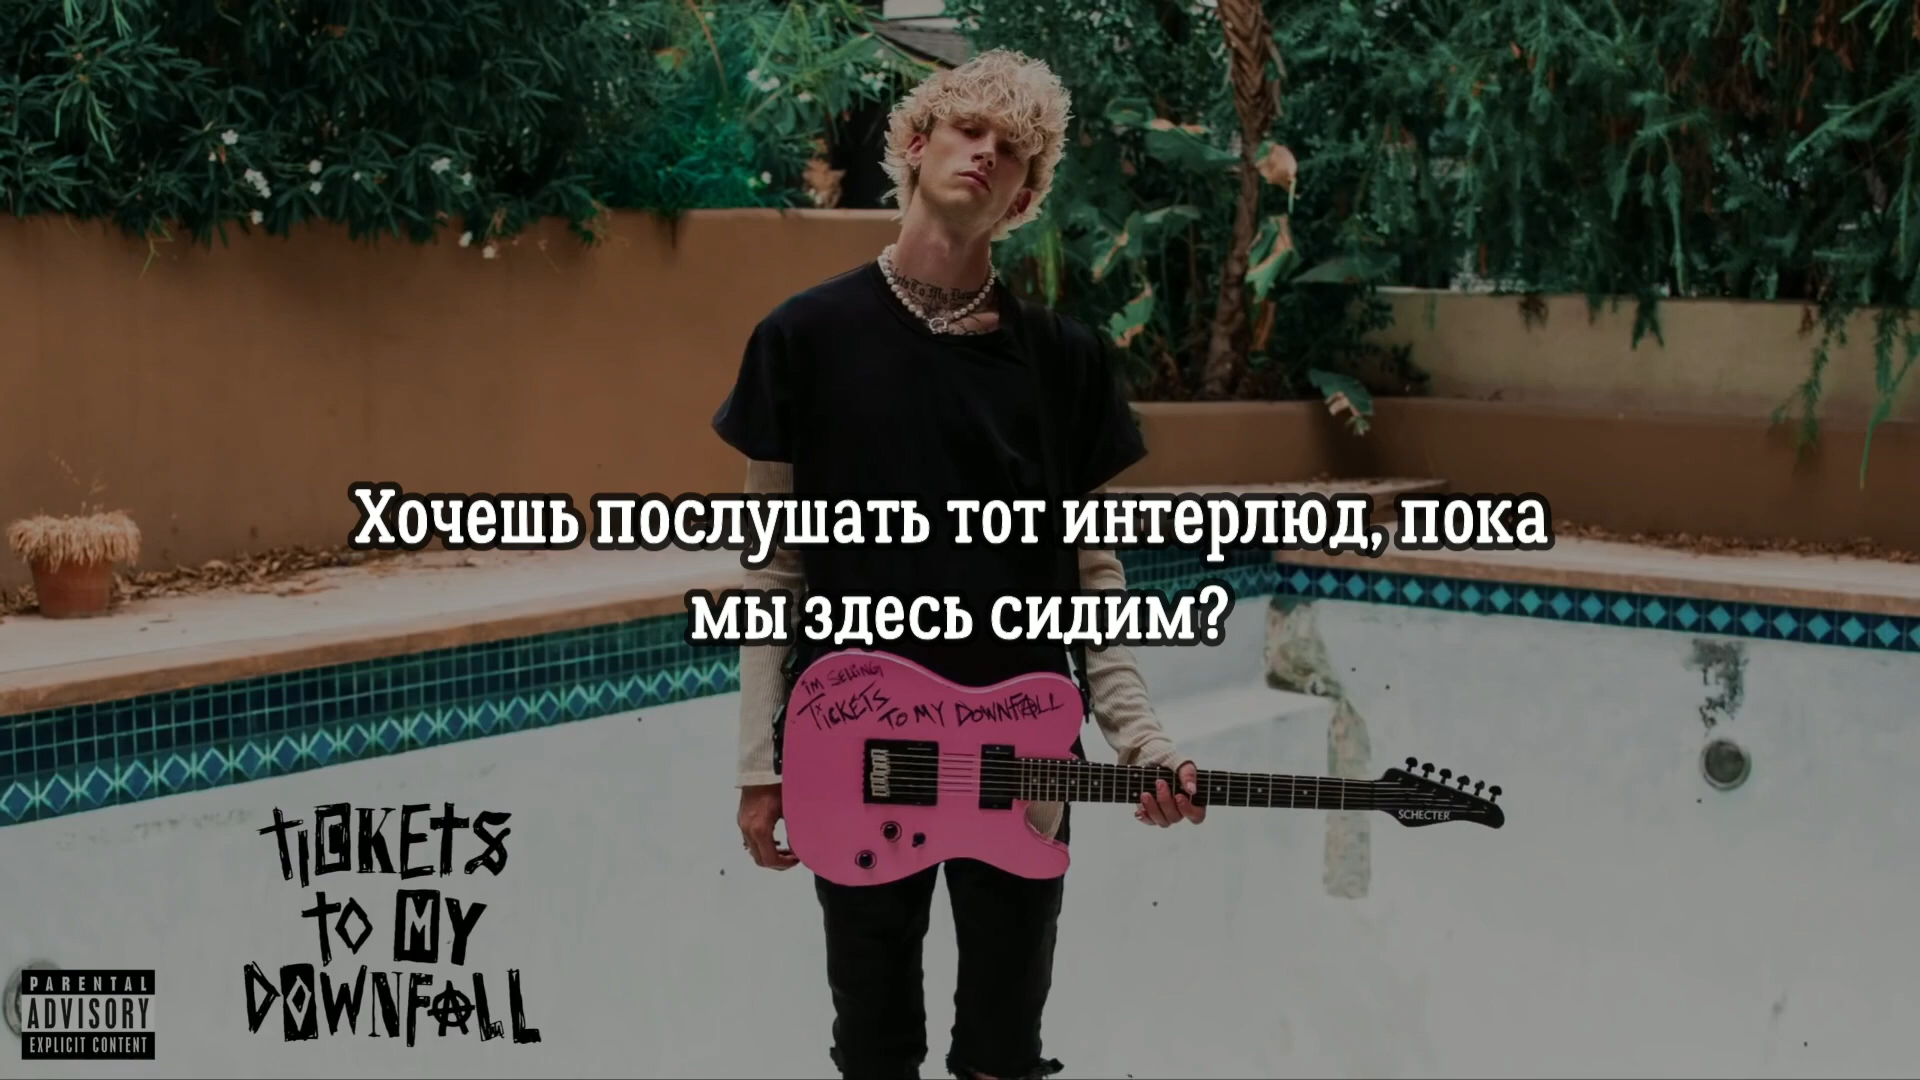 Хочешь послушать тот интерлюд, пока
мы здесь сидим?
I'M SELLING
TICKETS TO MY DOWNFALL
SCHECTER
TICKETS
TO MY
DOWNFALL
PARENTAL
ADVISORY
EXPLICIT CONTENT